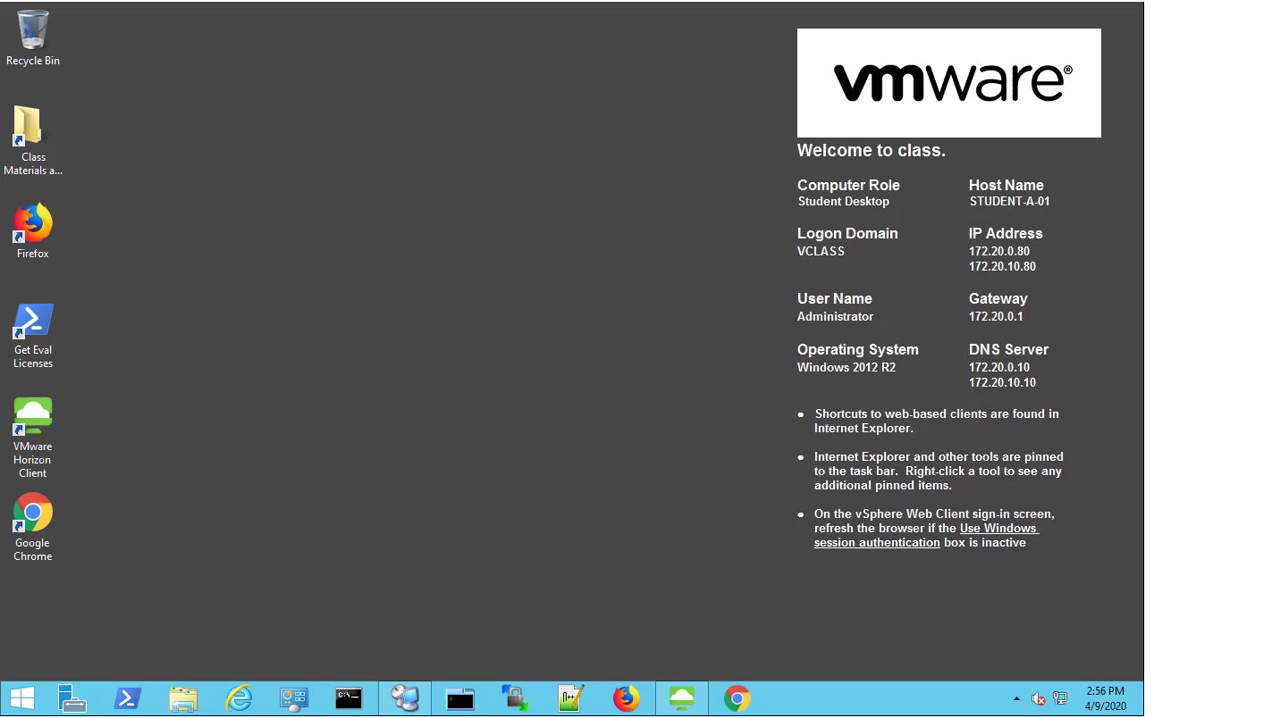 Recycle Bin
Class
Materials a...
Firefox
Get Eval
Licenses
VMware
Horizon
Client
Google
Chrome
vmware®
Welcome to class.
Computer Role
Host Name
Student Desktop
STUDENT-A-01
Logon Domain
IP Address
VCLASS
172.20.0.80
172.20.10.80
User Name
Gateway
Administrator
172.20.0.1
Operating System
DNS Server
Windows 2012 R2
172.20.0.10
172.20.10.10
Shortcuts to web-based clients are found in
Internet Explorer.
Internet Explorer and other tools are pinned
to the task bar. Right-click a tool to see any
additional pinned items.
On the vSphere Web Client sign-in screen,
refresh the browser if the Use Windows
session authentication box is inactive
2:56 PM
4/9/2020